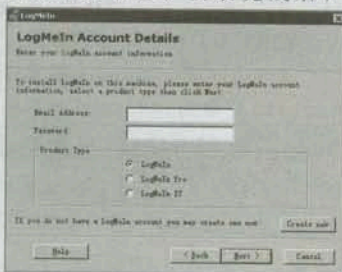 LogMeIn
LogMeIn Account Details
Enter your LogMeIn account information
To install LogMeIn on this machine, please enter your LogMeIn account
information, select a product type then click Next:
Email Address:
Password:
Product Type
LogMeIn
LogMeIn Pro
LogMeIn IT
If you do not have a LogMeIn account you may create one now:
Create new
Help
< Back
Next >
Cancel